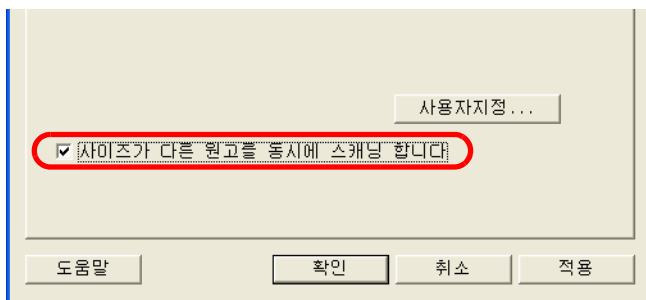 사용자지정...
사이즈가 다른 원고를 동시에 스캐닝 합니다
도움말 확인 취소 적용